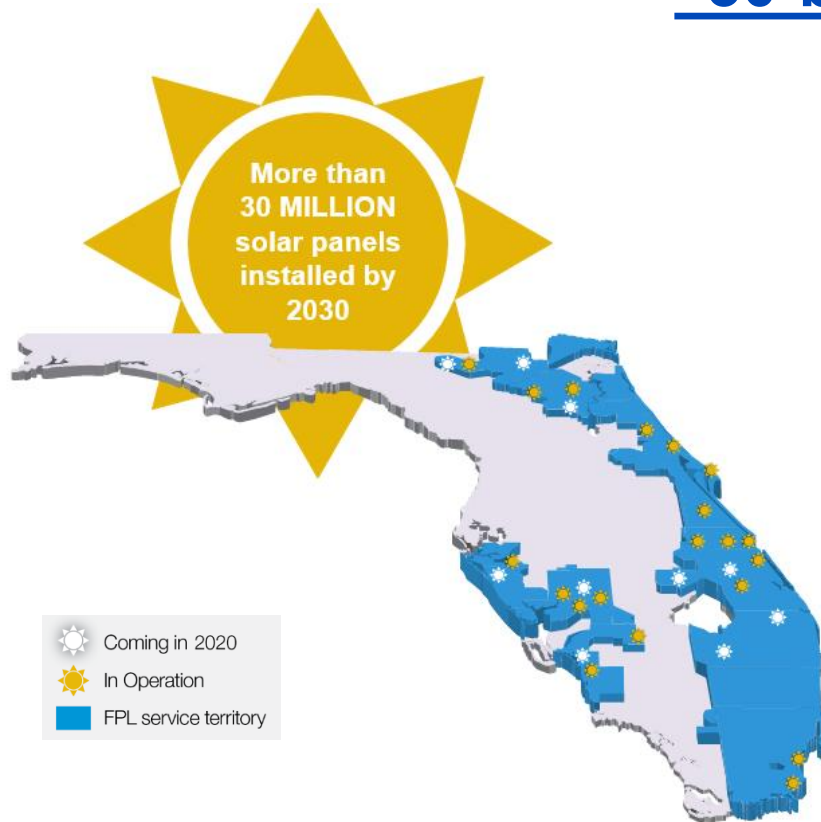 More than
30 MILLION
solar panels
installed by
2030
Coming in 2020
In Operation
FPL service territory